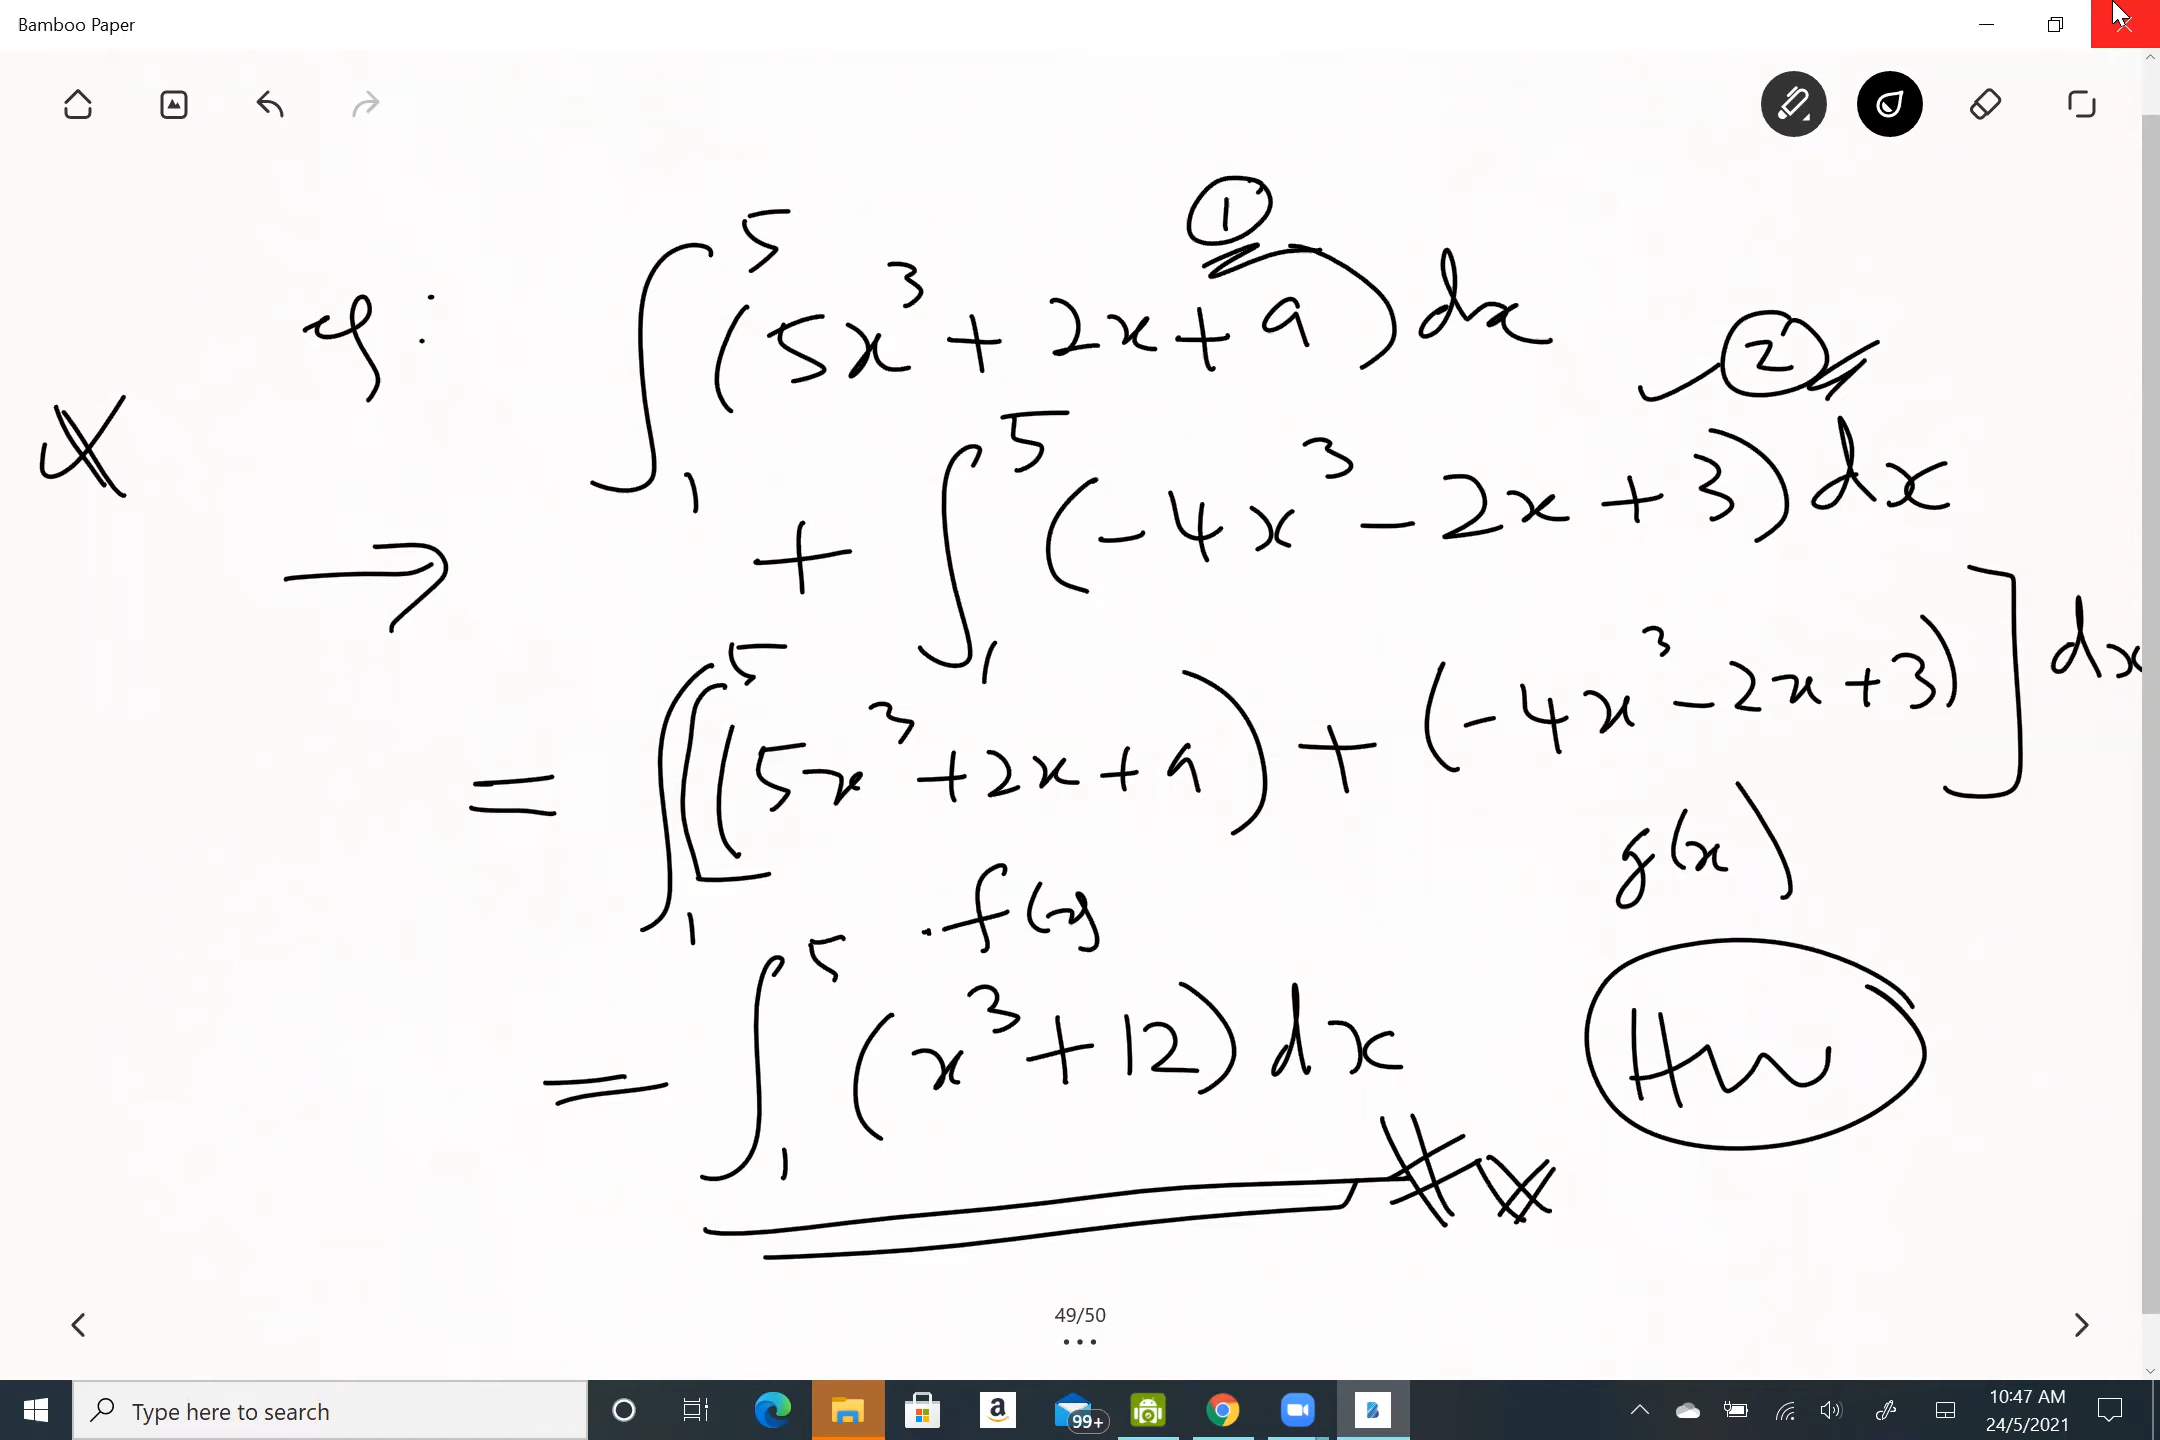 Bamboo Paper
①
eg: ∫₁⁵ (5x³ + 2x + 9) dx
②
+ ∫₁⁵ (-4x³ - 2x + 3) dx
= ∫₁⁵ [(5x³ + 2x + 9) + (-4x³ - 2x + 3)] dx
f(x) g(x)
= ∫₁⁵ (x³ + 12) dx
HW
49/50
Type here to search
99+
10:47 AM
24/5/2021